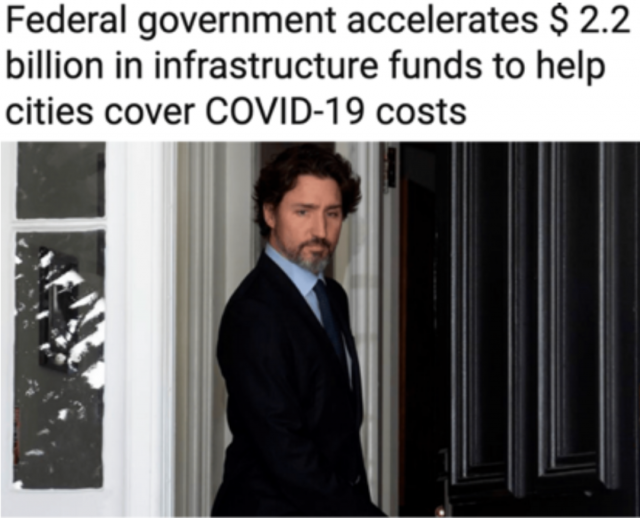 Federal government accelerates $ 2.2
billion in infrastructure funds to help
cities cover COVID-19 costs